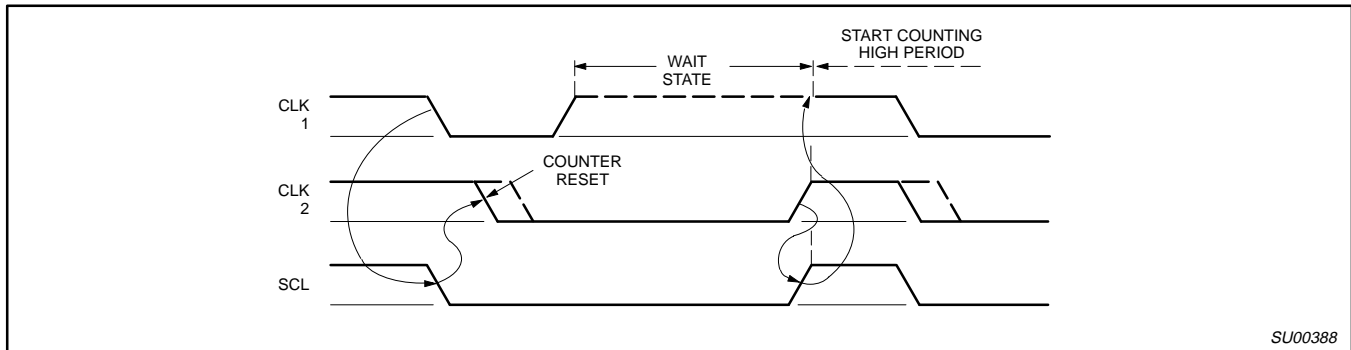 START COUNTING
HIGH PERIOD
WAIT
STATE
CLK
1
COUNTER
RESET
CLK
2
SCL
SU00388